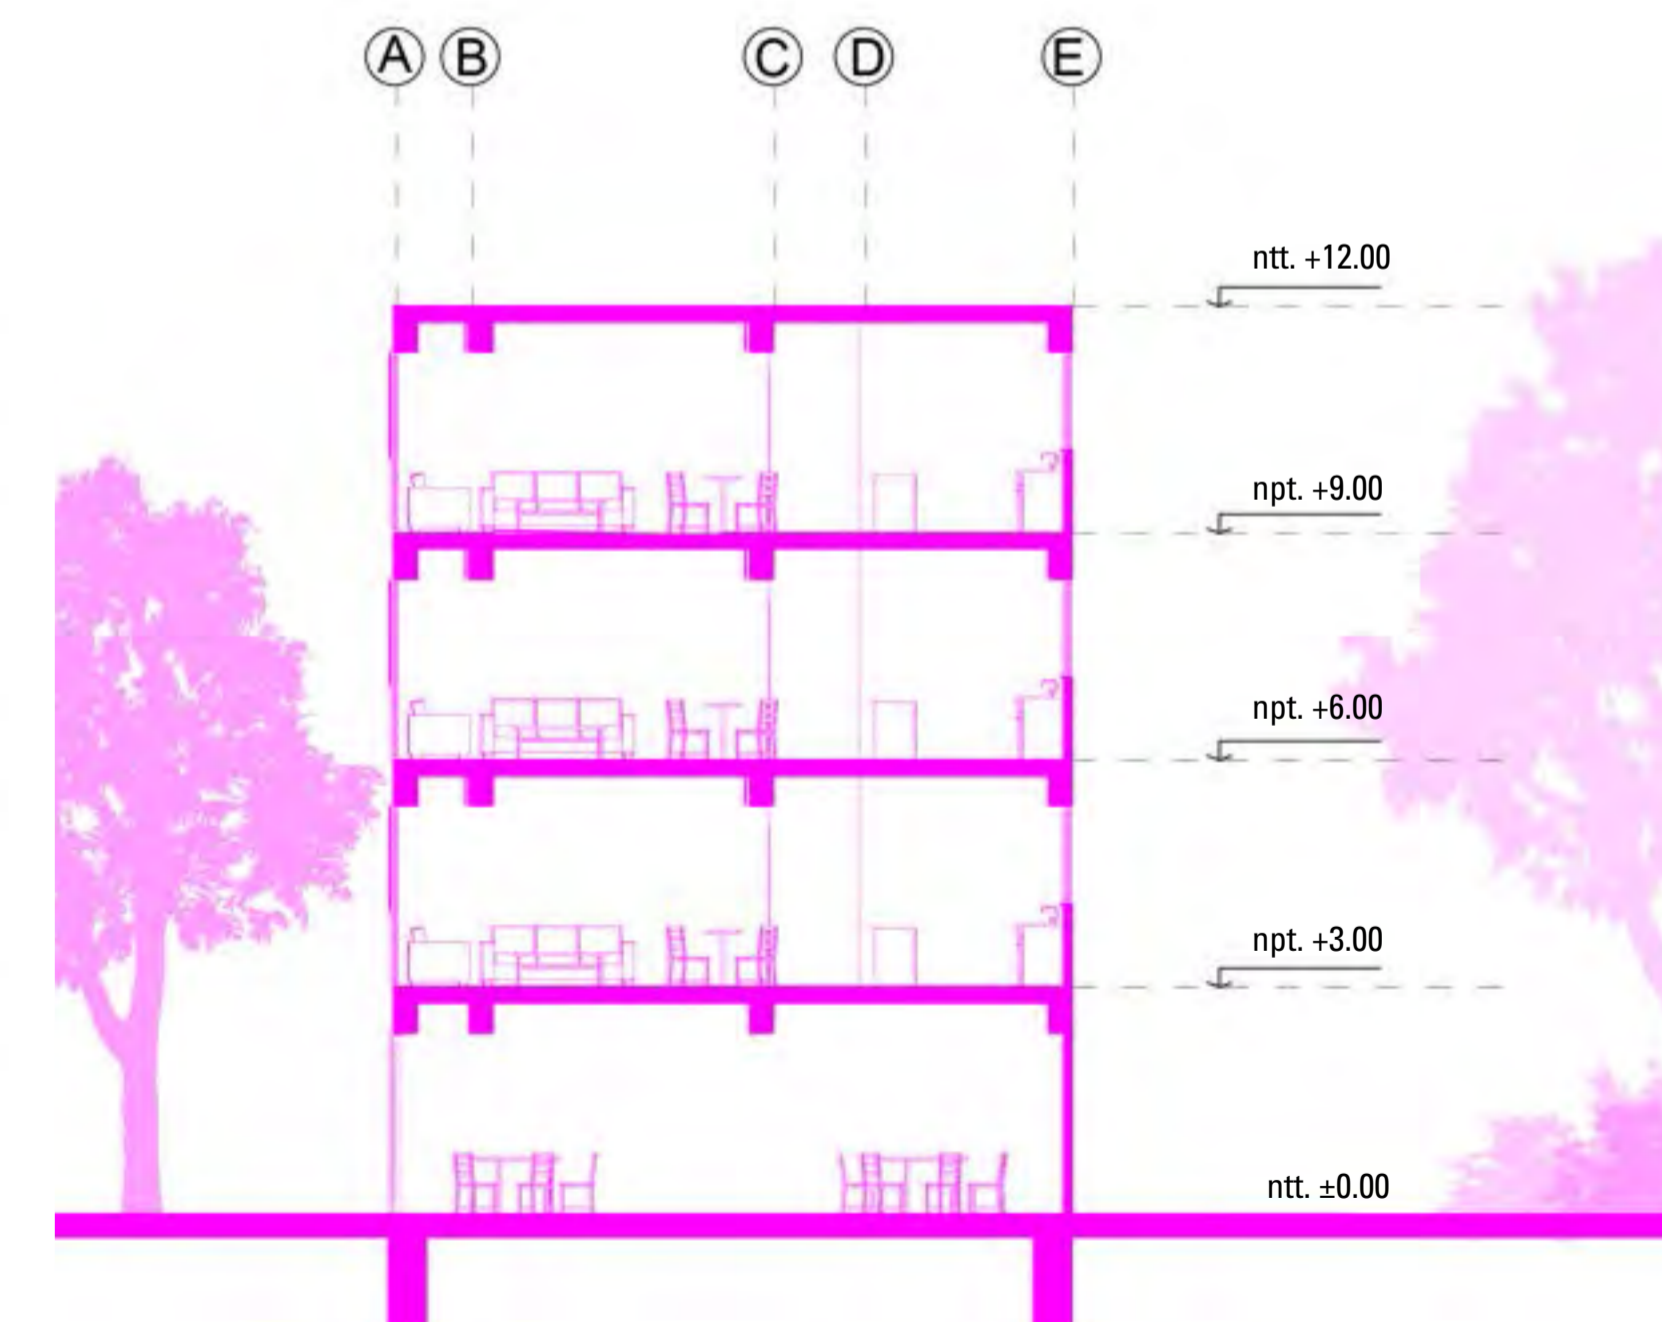 A B C D E
ntt. +12.00
npt. +9.00
npt. +6.00
npt. +3.00
ntt. ±0.00